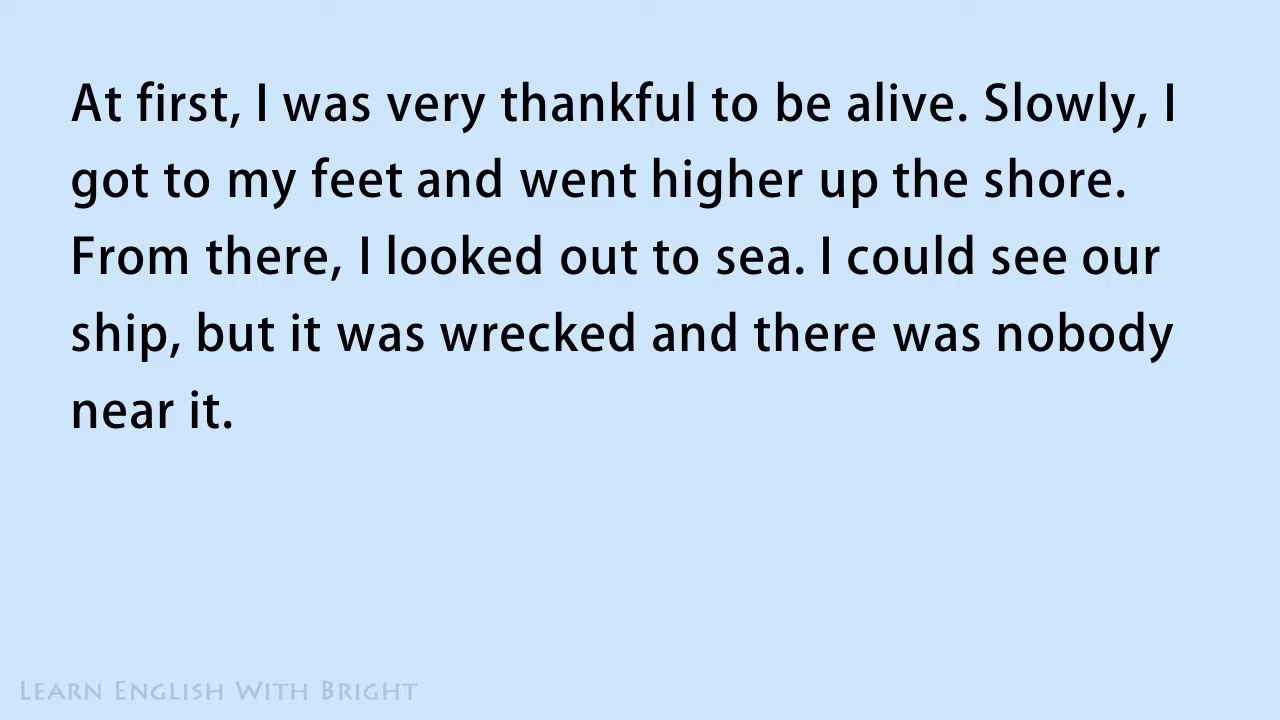 At first, I was very thankful to be alive. Slowly, I
got to my feet and went higher up the shore.
From there, I looked out to sea. I could see our
ship, but it was wrecked and there was nobody
near it.
Learn English With Bright